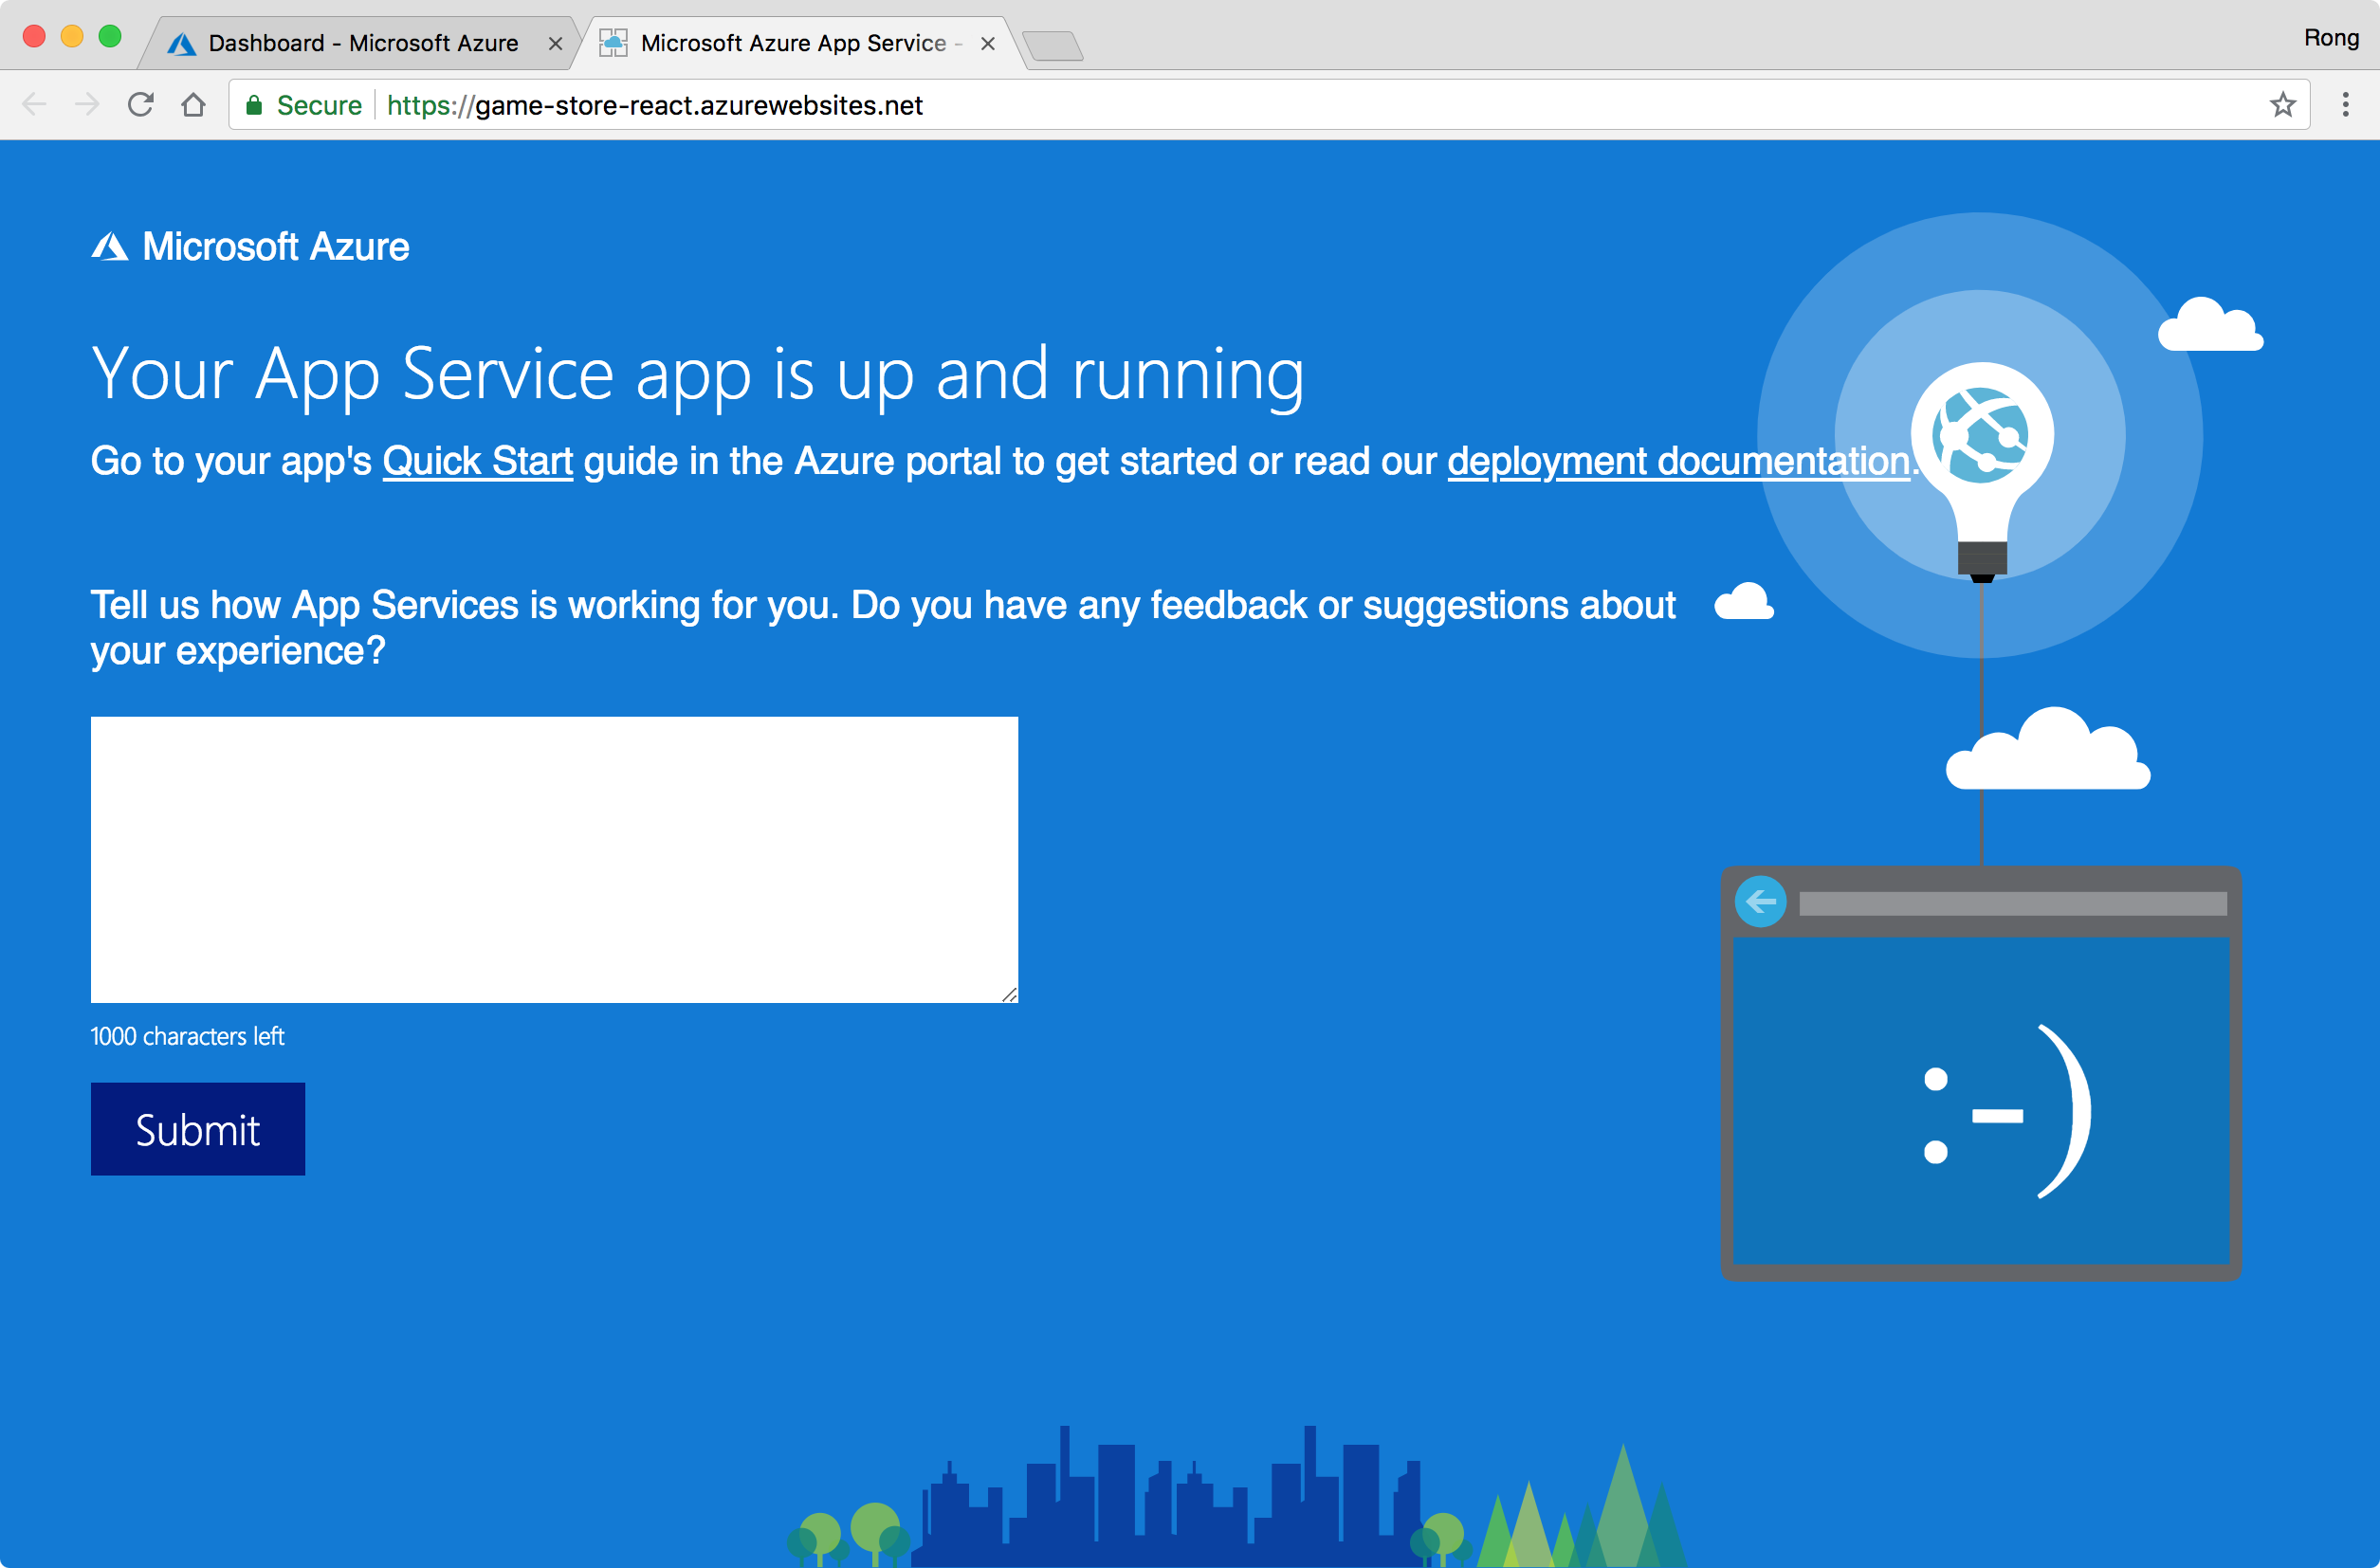 Dashboard - Microsoft Azure
Microsoft Azure App Service -
Rong
Secure
https://game-store-react.azurewebsites.net
Microsoft Azure
Your App Service app is up and running
Go to your app's Quick Start guide in the Azure portal to get started or read our deployment documentation.
Tell us how App Services is working for you. Do you have any feedback or suggestions about
your experience?
1000 characters left
Submit
:-)